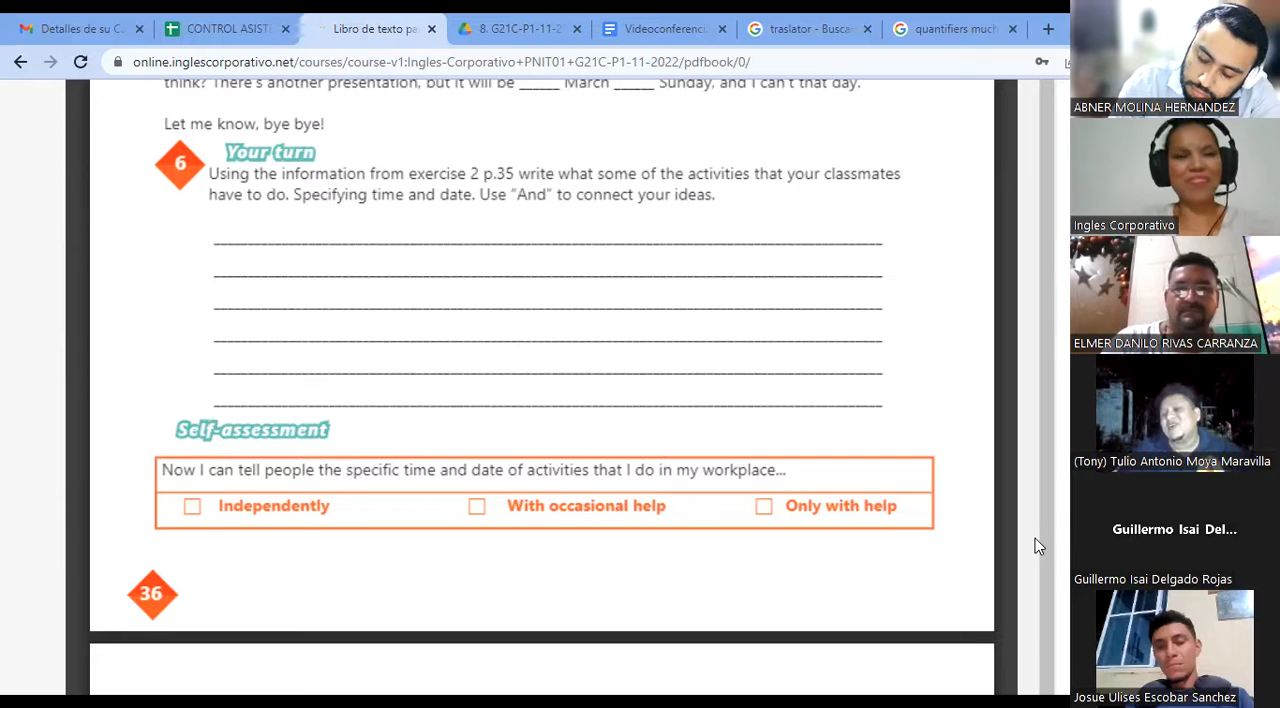 Detalles de su C
CONTROL ASIST
Libro de texto pa
8. G21C-P1-11-2
Videoconferenci
traslator - Busca
quantifiers much
online.inglescorporativo.net/courses/course-v1:Ingles-Corporativo+PNIT01+G21C-P1-11-2022/pdfbook/0/
think? There's another presentation, but it will be ______ March ______ Sunday, and I can't that day.
Let me know, bye bye!
6 Your turn
Using the information from exercise 2 p.35 write what some of the activities that your classmates
have to do. Specifying time and date. Use “And” to connect your ideas.
Self-assessment
Now I can tell people the specific time and date of activities that I do in my workplace...
Independently
With occasional help
Only with help
36
ABNER MOLINA HERNANDEZ
Ingles Corporativo
ELMER DANILO RIVAS CARRANZA
(Tony) Tulio Antonio Moya Maravilla
Guillermo Isai Del...
Guillermo Isai Delgado Rojas
Josue Ulises Escobar Sanchez